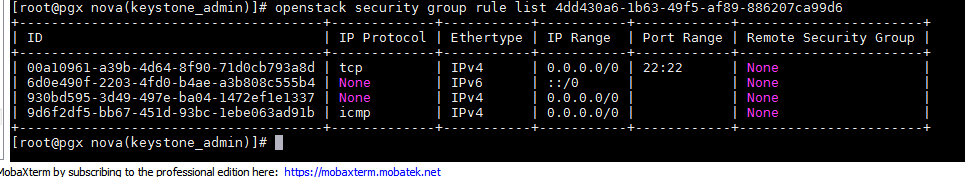 [root@pgx nova(keystone_admin)]# openstack security group rule list 4dd430a6-1b63-49f5-af89-886207ca99d6
+--------------------------------------+-------------+-----------+-----------+------------+-----------------------+
| ID | IP Protocol | Ethertype | IP Range | Port Range | Remote Security Group |
+--------------------------------------+-------------+-----------+-----------+------------+-----------------------+
| 00a10961-a39b-4d64-8f90-71d0cb793a8d | tcp | IPv4 | 0.0.0.0/0 | 22:22 | None |
| 6d0e490f-2203-4fd0-b4ae-a3b808c555b4 | None | IPv6 | ::/0 | | None |
| 930bd595-3d49-497e-ba04-1472ef1e1337 | None | IPv4 | 0.0.0.0/0 | | None |
| 9d6f2df5-bb67-451d-93bc-1ebe063ad91b | icmp | IPv4 | 0.0.0.0/0 | | None |
+--------------------------------------+-------------+-----------+-----------+------------+-----------------------+
[root@pgx nova(keystone_admin)]#
MobaXterm by subscribing to the professional edition here: https://mobaxterm.mobatek.net